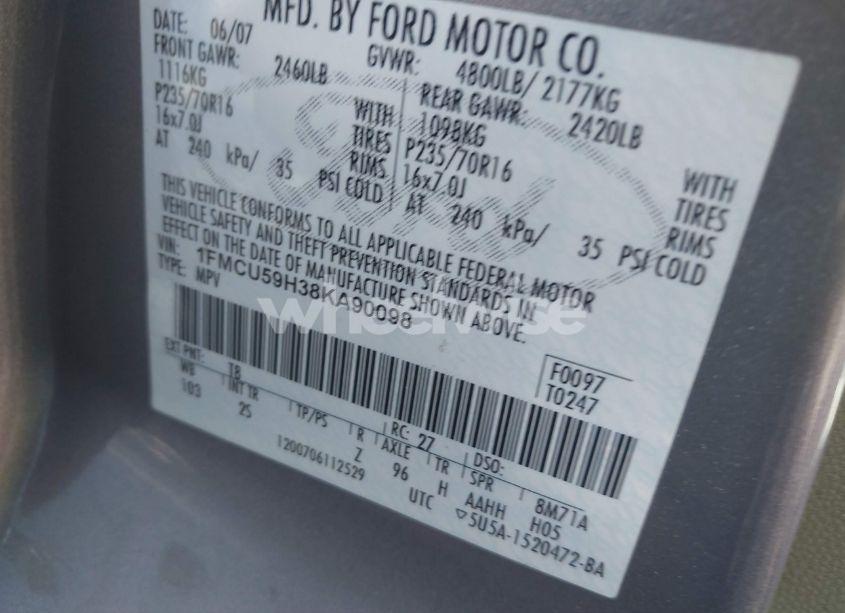 MFD. BY FORD MOTOR CO.
DATE: 06/07 GVWR: 4800LB/ 2177KG
FRONT GAWR: 2460LB REAR GAWR: 2420LB
1116KG WITH 1098KG WITH
P235/70R16 TIRES P235/70R16 TIRES
16x7.0J RIMS 16x7.0J RIMS
AT 240 kPa/ 35 PSI COLD AT 240 kPa/ 35 PSI COLD
THIS VEHICLE CONFORMS TO ALL APPLICABLE FEDERAL MOTOR
VEHICLE SAFETY AND THEFT PREVENTION STANDARDS IN
EFFECT ON THE DATE OF MANUFACTURE SHOWN ABOVE.
VIN: 1FMCU59H38KA90098
TYPE: MPV
wheelwise
F0097
T0247
EXT PNT: T8 RC: 27 DSO:
WB INT TR TP/PS R AXLE TR SPR 8M71A
103 2S Z 96 H AAHH H05
1200706112529 UTC ▽5U5A-1520472-BA